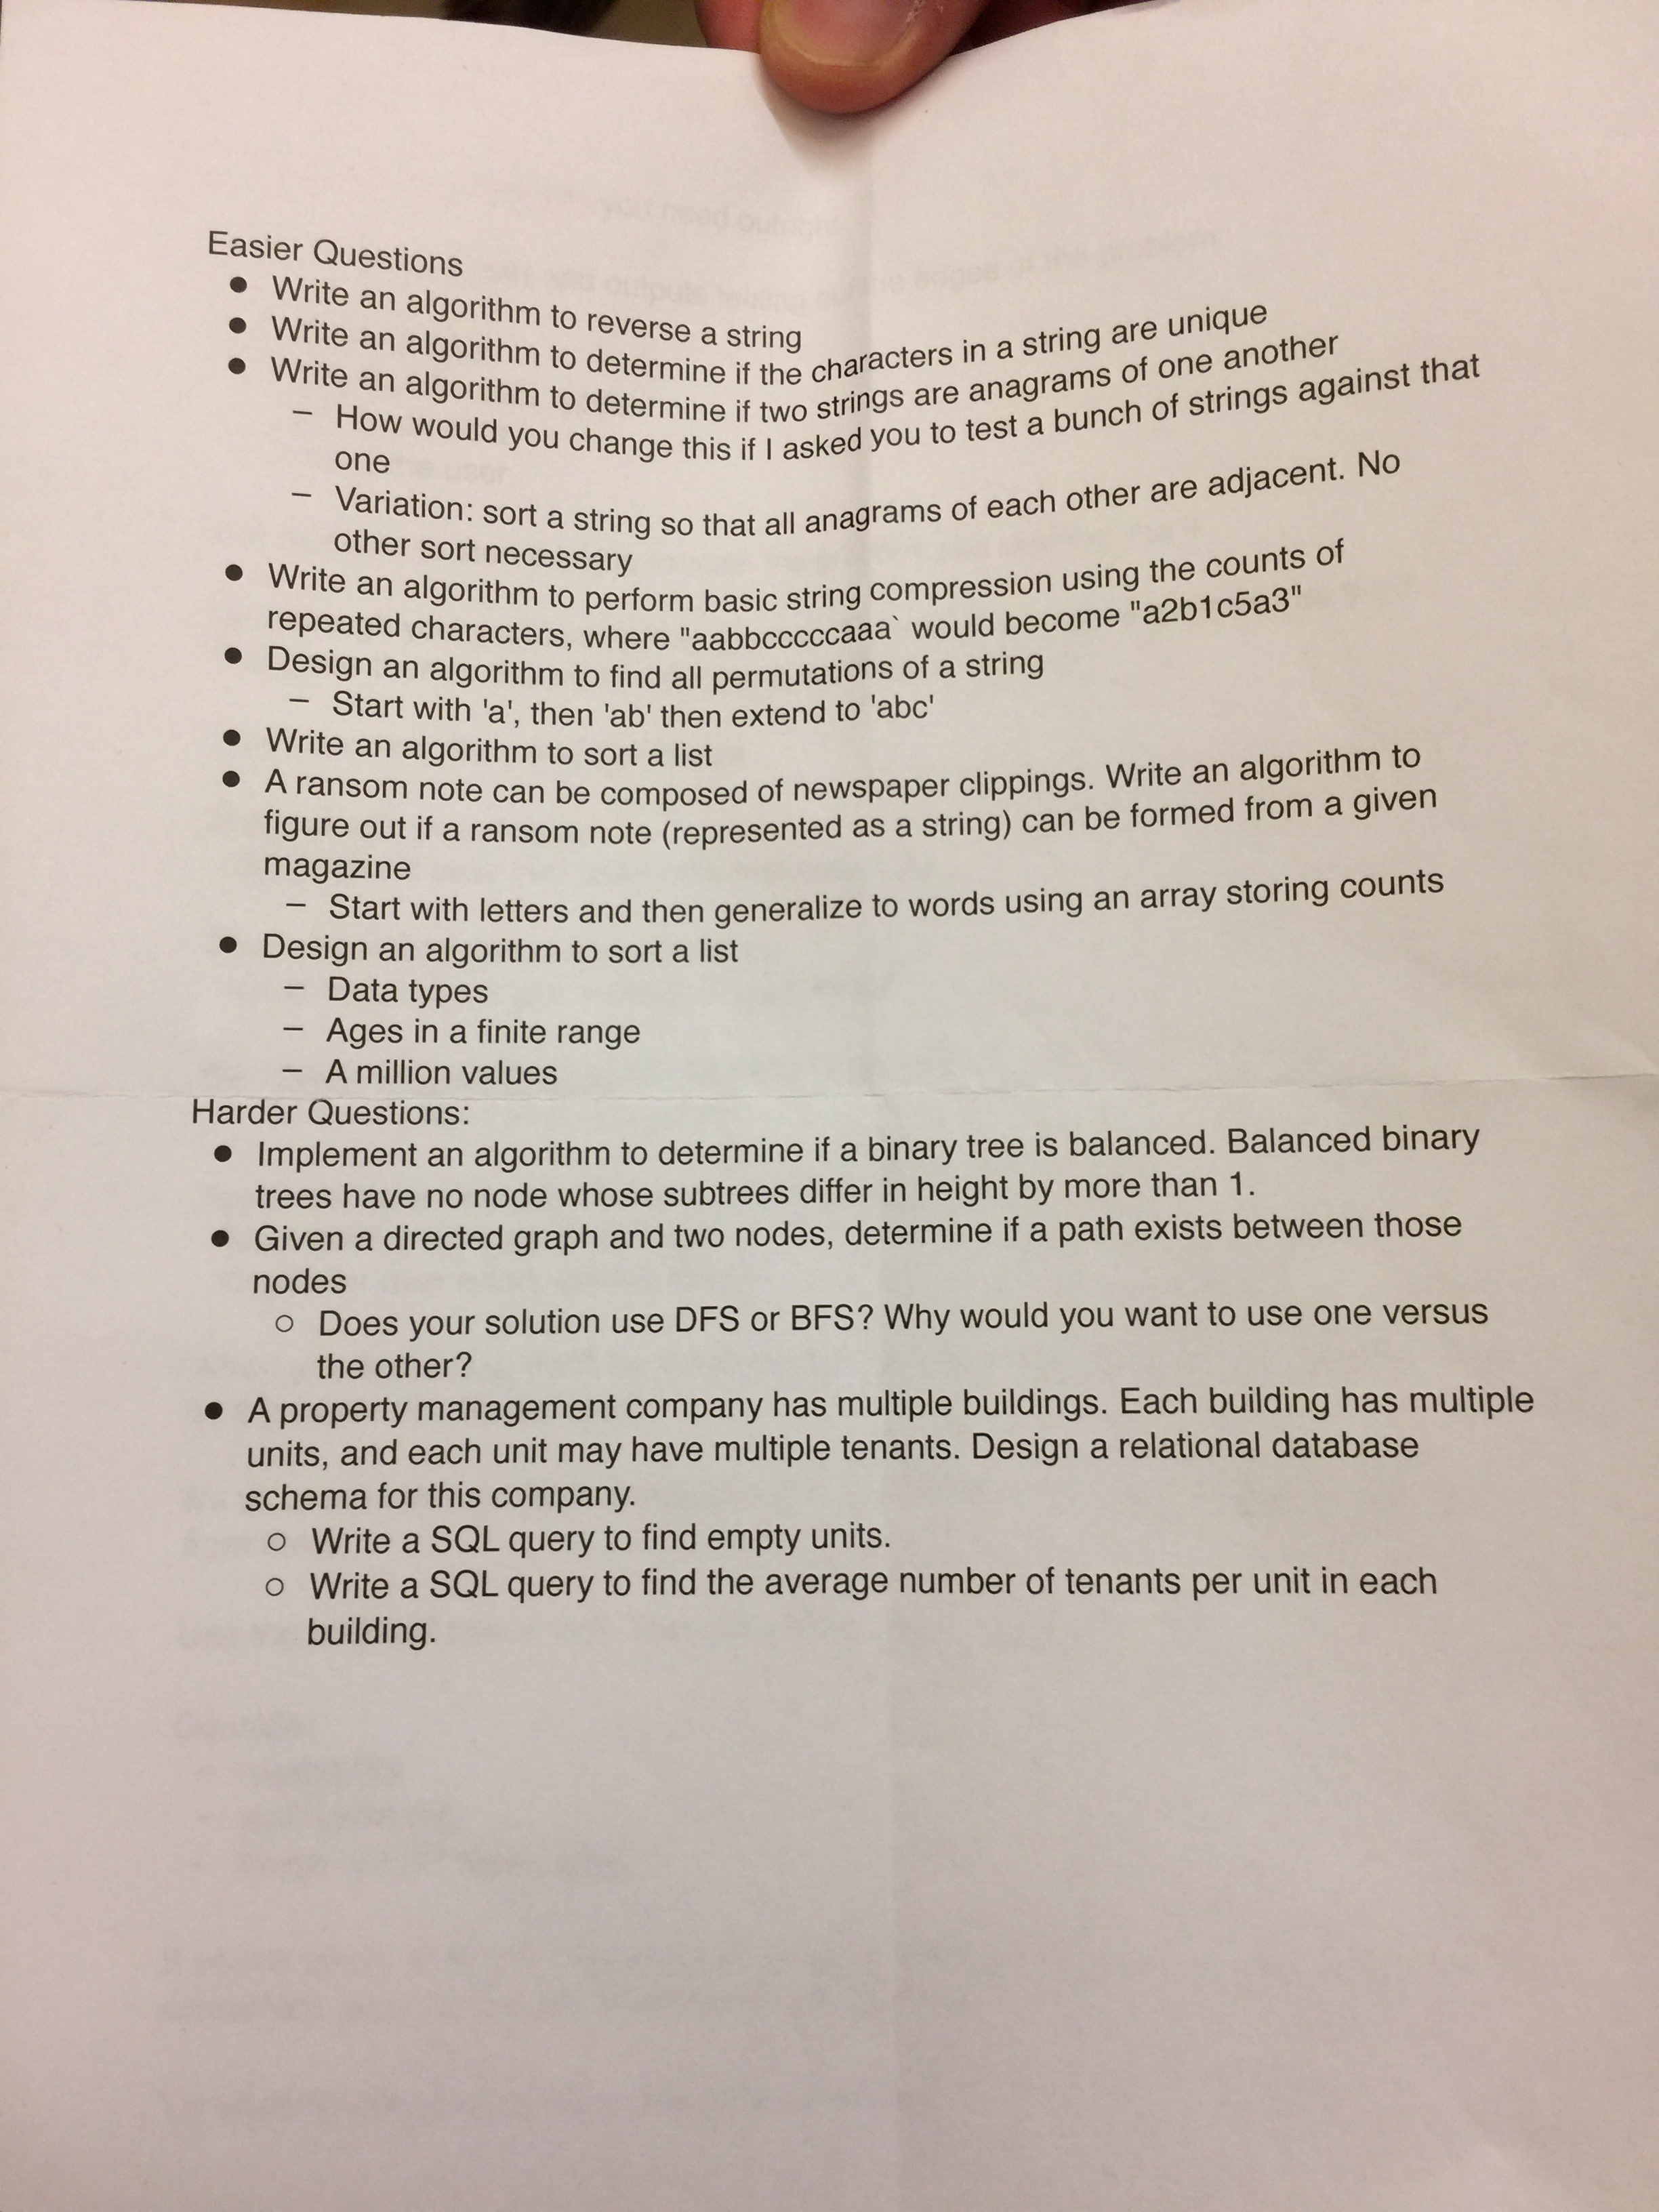 Easier Questions
● Write an algorithm to reverse a string
● Write an algorithm to determine if the characters in a string are unique
● Write an algorithm to determine if two strings are anagrams of one another
– How would you change this if I asked you to test a bunch of strings against that
one
– Variation: sort a string so that all anagrams of each other are adjacent. No
other sort necessary
● Write an algorithm to perform basic string compression using the counts of
repeated characters, where "aabbcccccaaa` would become "a2b1c5a3"
● Design an algorithm to find all permutations of a string
– Start with 'a', then 'ab' then extend to 'abc'
● Write an algorithm to sort a list
● A ransom note can be composed of newspaper clippings. Write an algorithm to
figure out if a ransom note (represented as a string) can be formed from a given
magazine
– Start with letters and then generalize to words using an array storing counts
● Design an algorithm to sort a list
– Data types
– Ages in a finite range
– A million values
Harder Questions:
● Implement an algorithm to determine if a binary tree is balanced. Balanced binary
trees have no node whose subtrees differ in height by more than 1.
● Given a directed graph and two nodes, determine if a path exists between those
nodes
○ Does your solution use DFS or BFS? Why would you want to use one versus
the other?
● A property management company has multiple buildings. Each building has multiple
units, and each unit may have multiple tenants. Design a relational database
schema for this company.
○ Write a SQL query to find empty units.
○ Write a SQL query to find the average number of tenants per unit in each
building.